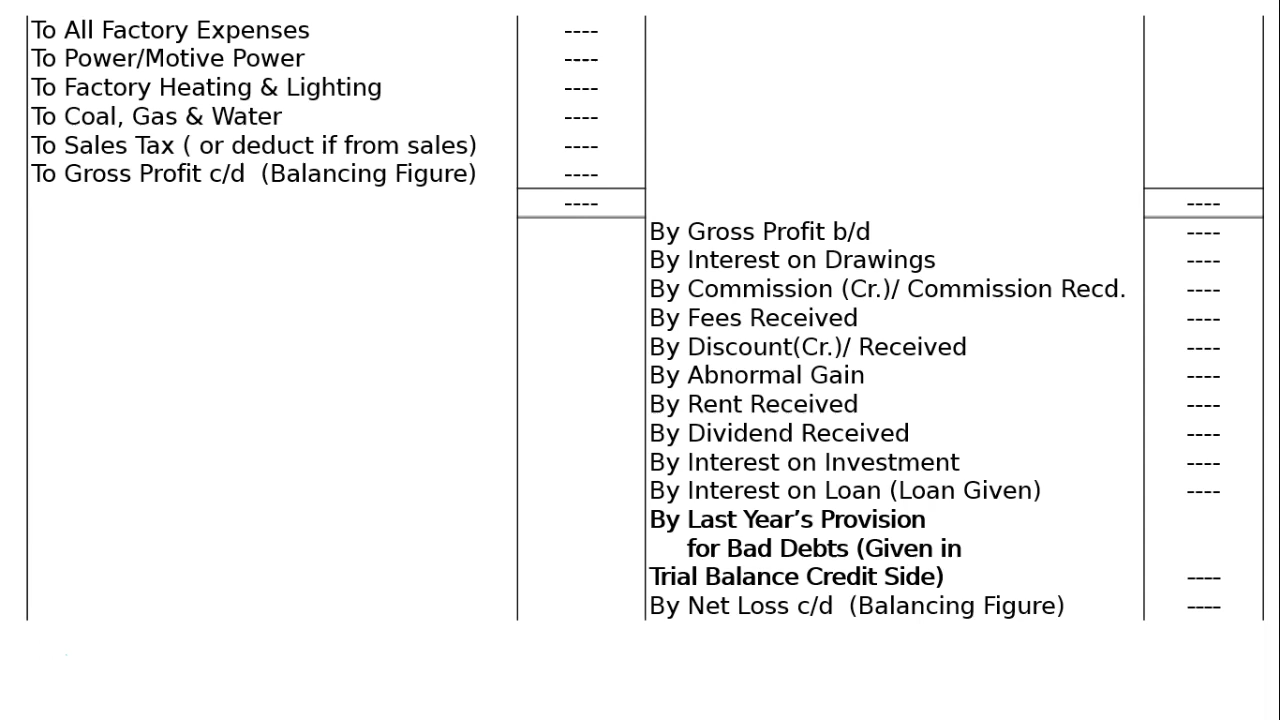 To All Factory Expenses ----
To Power/Motive Power ----
To Factory Heating & Lighting ----
To Coal, Gas & Water ----
To Sales Tax ( or deduct if from sales) ----
To Gross Profit c/d  (Balancing Figure) ----
---- ----
By Gross Profit b/d ----
By Interest on Drawings ----
By Commission (Cr.)/ Commission Recd. ----
By Fees Received ----
By Discount(Cr.)/ Received ----
By Abnormal Gain ----
By Rent Received ----
By Dividend Received ----
By Interest on Investment ----
By Interest on Loan (Loan Given) ----
By Last Year’s Provision
for Bad Debts (Given in
Trial Balance Credit Side) ----
By Net Loss c/d  (Balancing Figure) ----